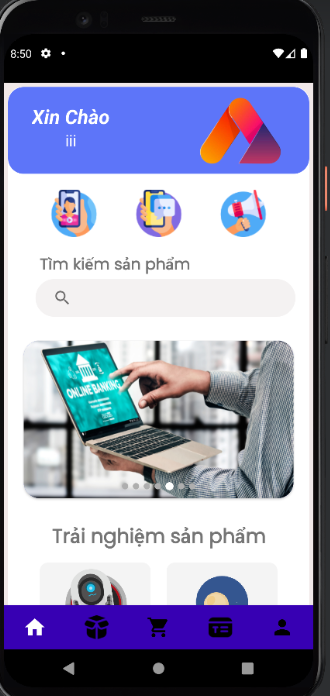 8:50
Xin Chào
iii
Tìm kiếm sản phẩm
ONLINE BANKING
Trải nghiệm sản phẩm